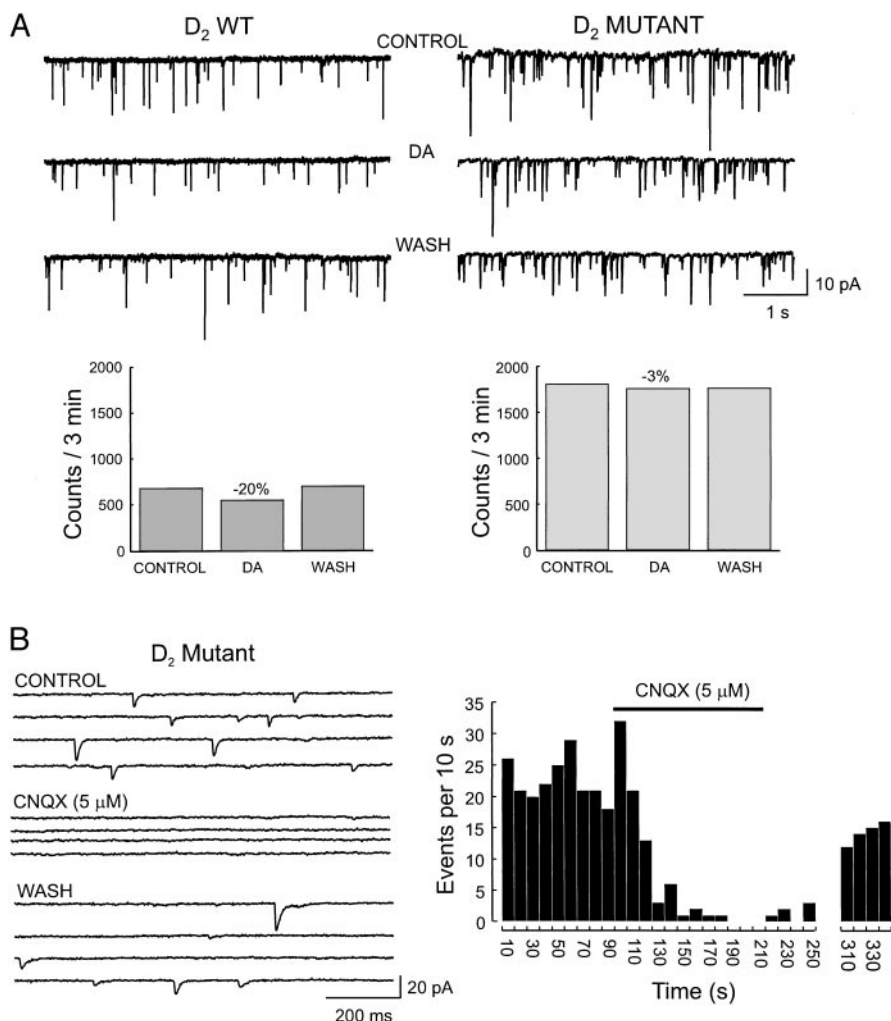 A
D₂ WT
D₂ MUTANT
CONTROL
DA
WASH
10 pA
1 s
Counts / 3 min
2000
1500
1000
500
0
-20%
CONTROL DA WASH
Counts / 3 min
2000
1500
1000
500
0
-3%
CONTROL DA WASH
B
D₂ Mutant
CONTROL
CNQX (5 μM)
WASH
20 pA
200 ms
CNQX (5 μM)
Events per 10 s
35
30
25
20
15
10
5
0
10 30 50 70 90 110 130 150 170 190 210 230 250 310 330
Time (s)